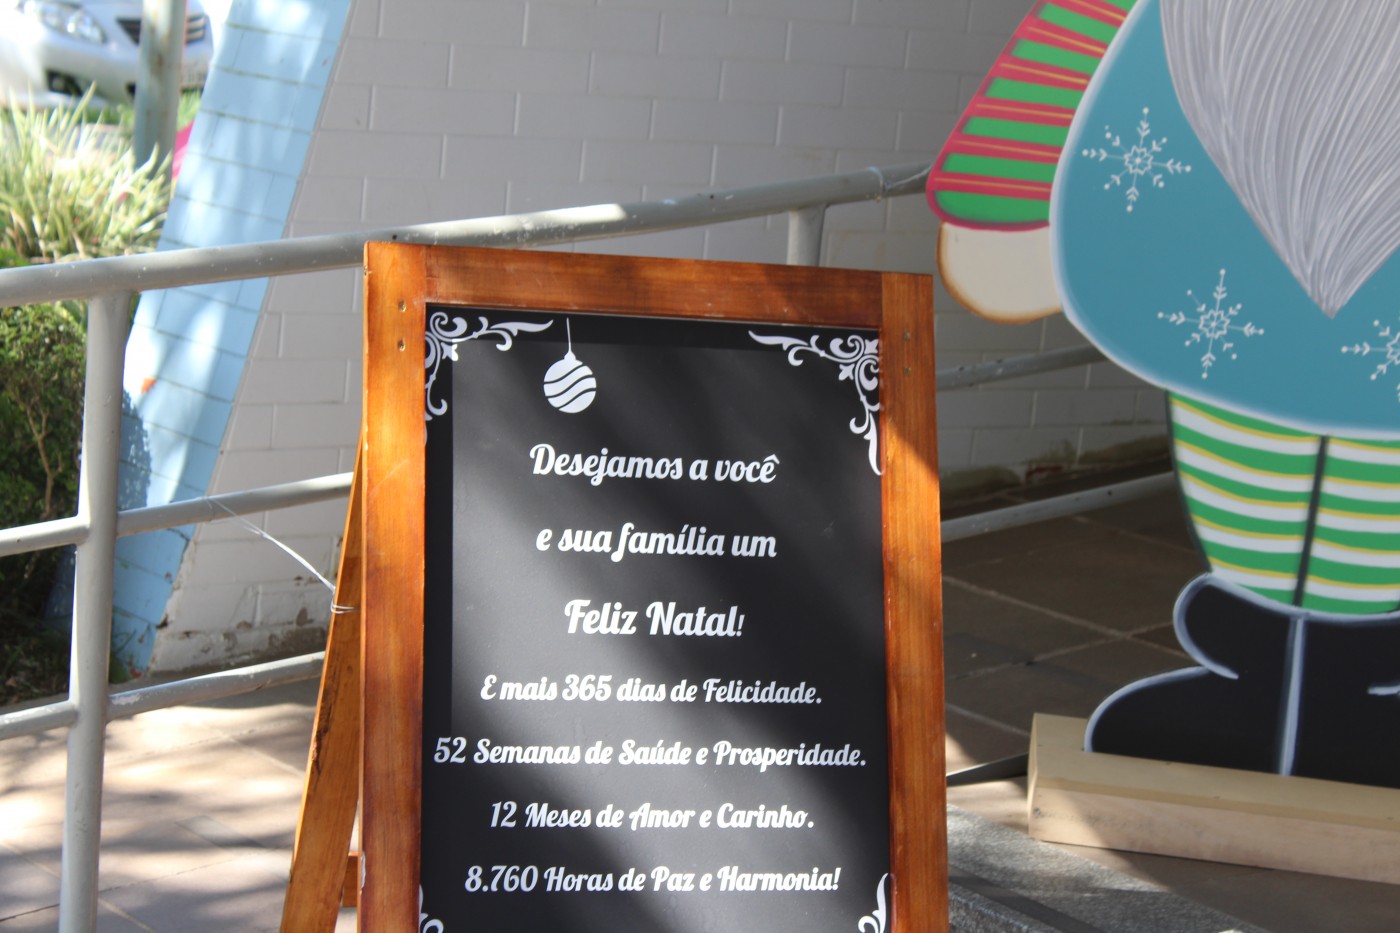 Desejamos a você
e sua família um
Feliz Natal!
E mais 365 dias de Felicidade.
52 Semanas de Saúde e Prosperidade.
12 Meses de Amor e Carinho.
8.760 Horas de Paz e Harmonia!